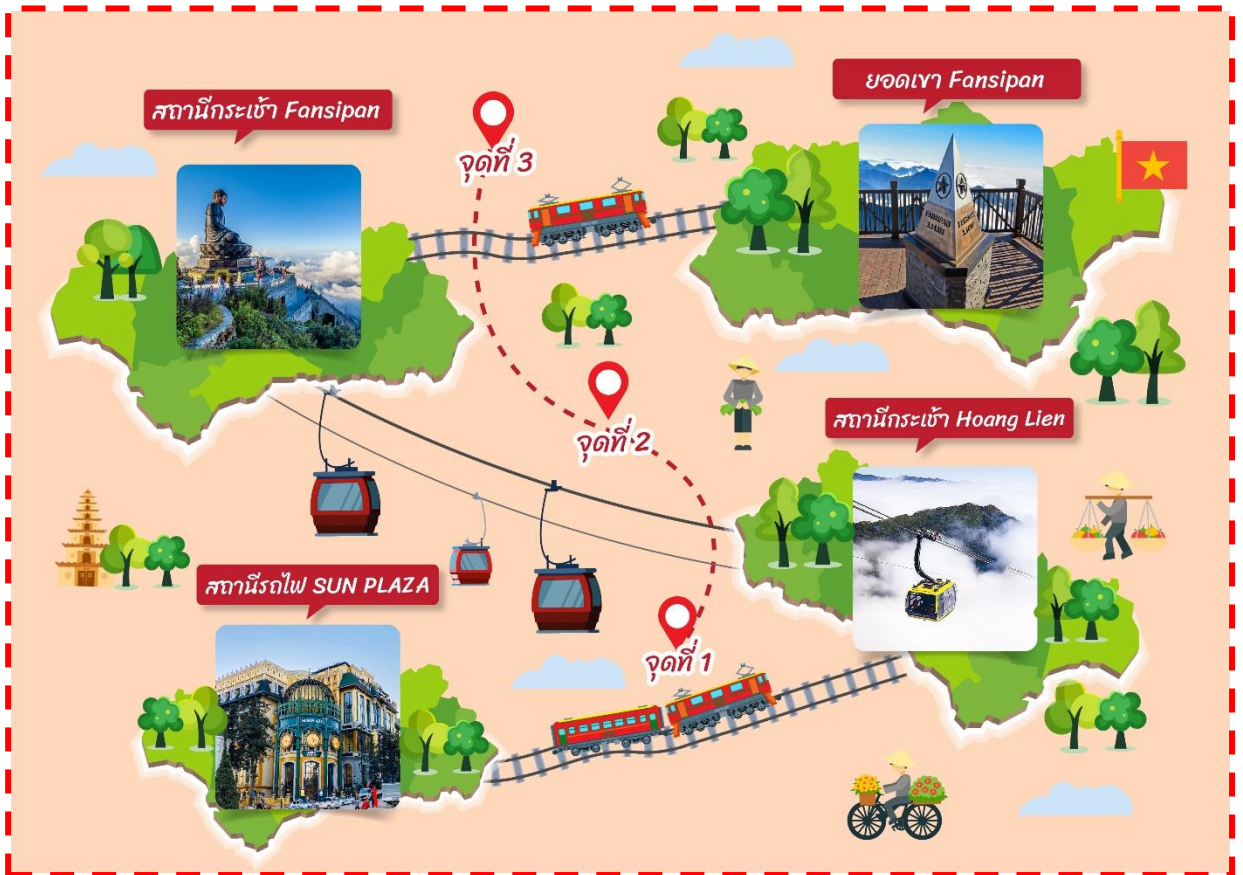 สถานีกระเช้า Fansipan
ยอดเขา Fansipan
จุดที่ 3
FANSIPAN
จุดที่ 2
สถานีกระเช้า Hoang Lien
สถานีรถไฟ SUN PLAZA
จุดที่ 1